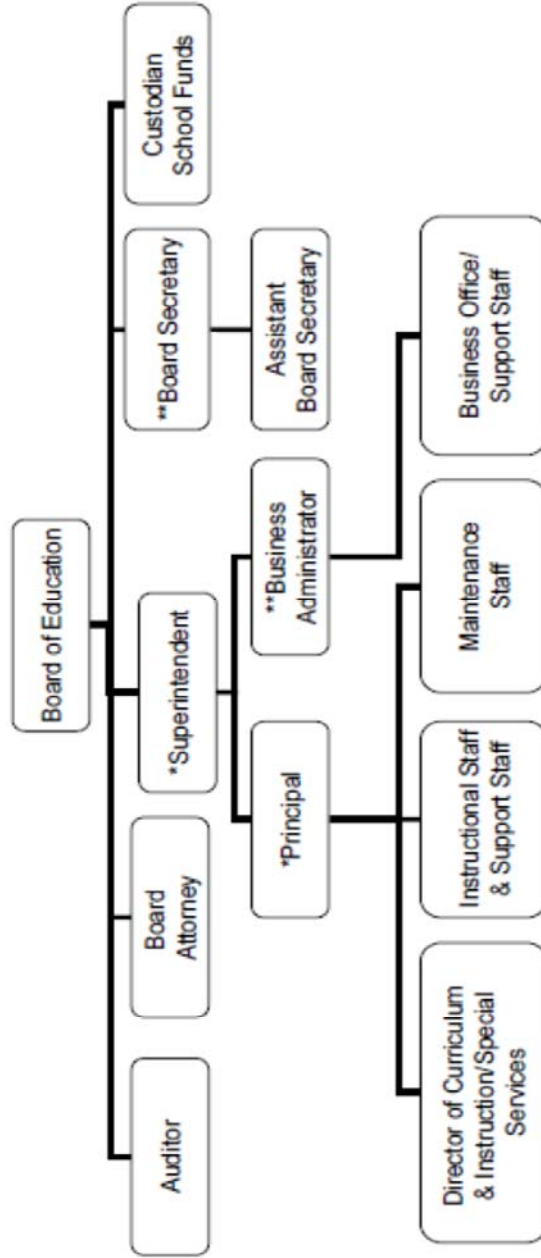 Board of Education
Auditor
Board
Attorney
*Superintendent
**Board Secretary
Custodian
School Funds
*Principal
**Business
Administrator
Assistant
Board Secretary
Director of Curriculum
& Instruction/Special
Services
Instructional Staff
& Support Staff
Maintenance
Staff
Business Office/
Support Staff